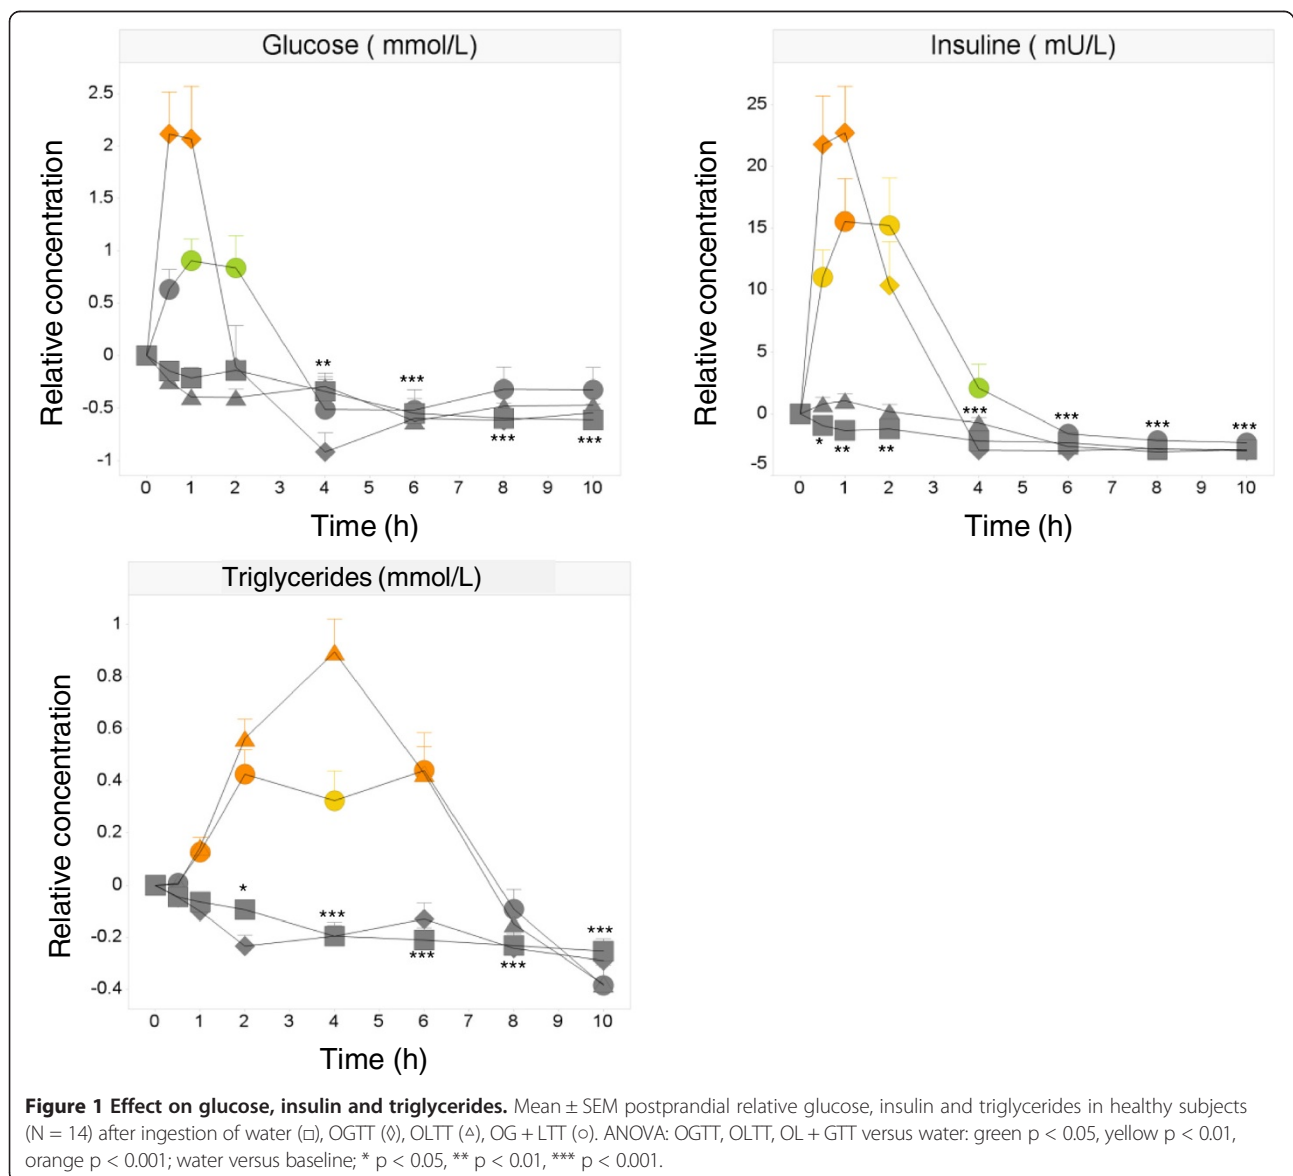 Glucose ( mmol/L)
Relative concentration
2.5
2
1.5
1
0.5
0
-0.5
-1
** *** *** ***
0 1 2 3 4 5 6 7 8 9 10
Time (h)
Insuline ( mU/L)
Relative concentration
25
20
15
10
5
0
-5
* ** ** *** *** *** ***
0 1 2 3 4 5 6 7 8 9 10
Time (h)
Triglycerides (mmol/L)
Relative concentration
1
0.8
0.6
0.4
0.2
0
-0.2
-0.4
* *** *** *** ***
0 1 2 3 4 5 6 7 8 9 10
Time (h)
Figure 1 Effect on glucose, insulin and triglycerides. Mean ± SEM postprandial relative glucose, insulin and triglycerides in healthy subjects
(N = 14) after ingestion of water (□), OGTT (◊), OLTT (△), OG + LTT (○). ANOVA: OGTT, OLTT, OL + GTT versus water: green p < 0.05, yellow p < 0.01,
orange p < 0.001; water versus baseline; * p < 0.05, ** p < 0.01, *** p < 0.001.